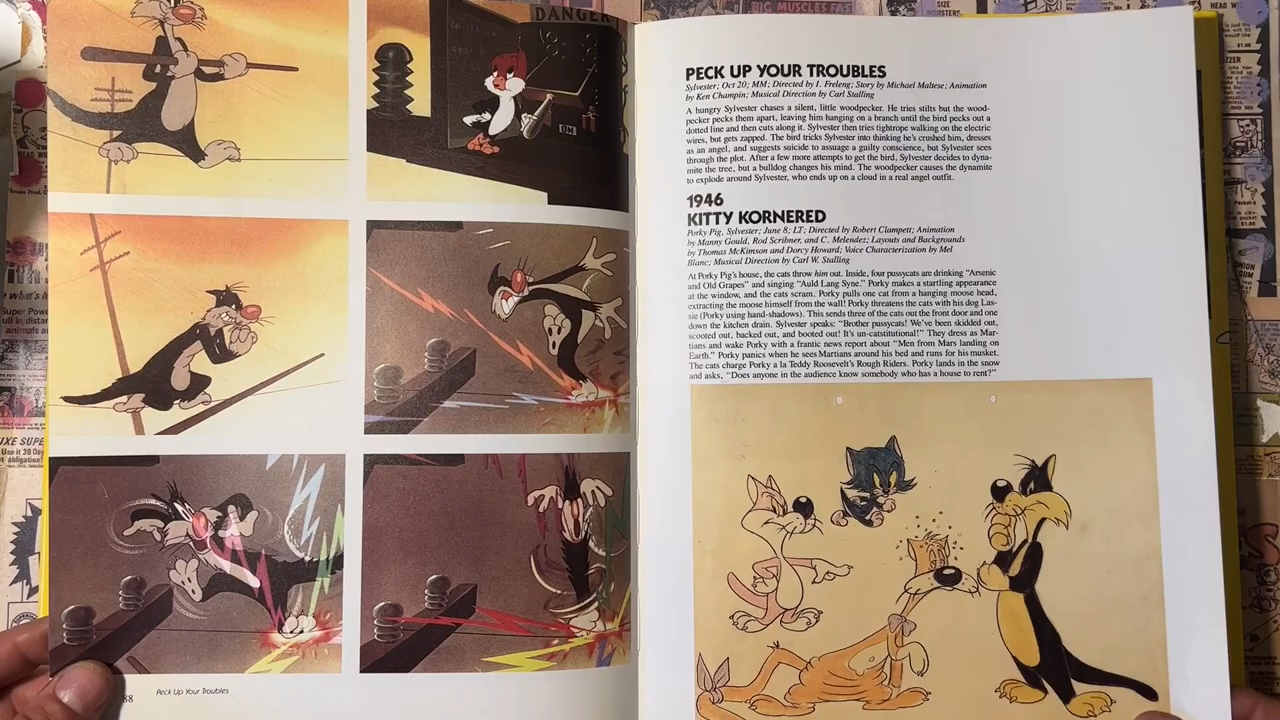 DANGER
ON
88
Peck Up Your Troubles
BIG MUSCLES FAST
PECK UP YOUR TROUBLES
Sylvester; Oct 20; MM; Directed by I. Freleng; Story by Michael Maltese; Animation
by Ken Champin; Musical Direction by Carl Stalling
A hungry Sylvester chases a silent, little woodpecker. He tries stilts but the wood-
pecker pecks them apart, leaving him hanging on a branch until the bird pecks out a
dotted line and then cuts along it. Sylvester then tries tightrope walking on the electric
wires, but gets zapped. The bird tricks Sylvester into thinking he's crushed him, dresses
as an angel, and suggests suicide to assuage a guilty conscience, but Sylvester sees
through the plot. After a few more attempts to get the bird, Sylvester decides to dyna-
mite the tree, but a bulldog changes his mind. The woodpecker causes the dynamite
to explode around Sylvester, who ends up on a cloud in a real angel outfit.
1946
KITTY KORNERED
Porky Pig, Sylvester; June 8; LT; Directed by Robert Clampett; Animation
by Manny Gould, Rod Scribner, and C. Melendez; Layouts and Backgrounds
by Thomas McKimson and Dorcy Howard; Voice Characterization by Mel
Blanc; Musical Direction by Carl W. Stalling
At Porky Pig's house, the cats throw him out. Inside, four pussycats are drinking "Arsenic
and Old Grapes" and singing "Auld Lang Syne." Porky makes a startling appearance
at the window, and the cats scram. Porky pulls one cat from a hanging moose head,
extracting the moose himself from the wall! Porky threatens the cats with his dog Las-
sie (Porky using hand-shadows). This sends three of the cats out the front door and one
down the kitchen drain. Sylvester speaks: "Brother pussycats! We've been skidded out,
scooted out, backed out, and booted out! It's un-catstitutional!" They dress as Mar-
tians and wake Porky with a frantic news report about "Men from Mars landing on
Earth." Porky panics when he sees Martians around his bed and runs for his musket.
The cats charge Porky a la Teddy Roosevelt's Rough Riders. Porky lands in the snow
and asks, "Does anyone in the audience know somebody who has a house to rent?"